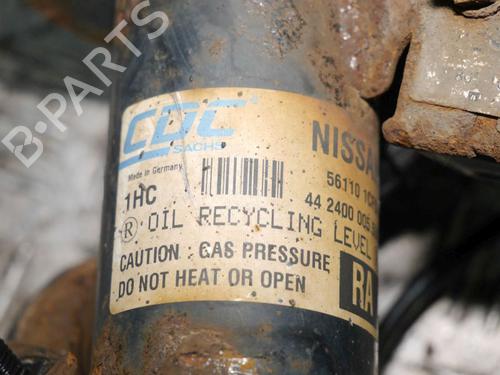 B-PARTS
CDC
SACHS
Made in Germany
NISSA
56110 1C
1HC
44 2400 005
® OIL RECYCLING LEVEL
CAUTION GAS PRESSURE
DO NOT HEAT OR OPEN
RA